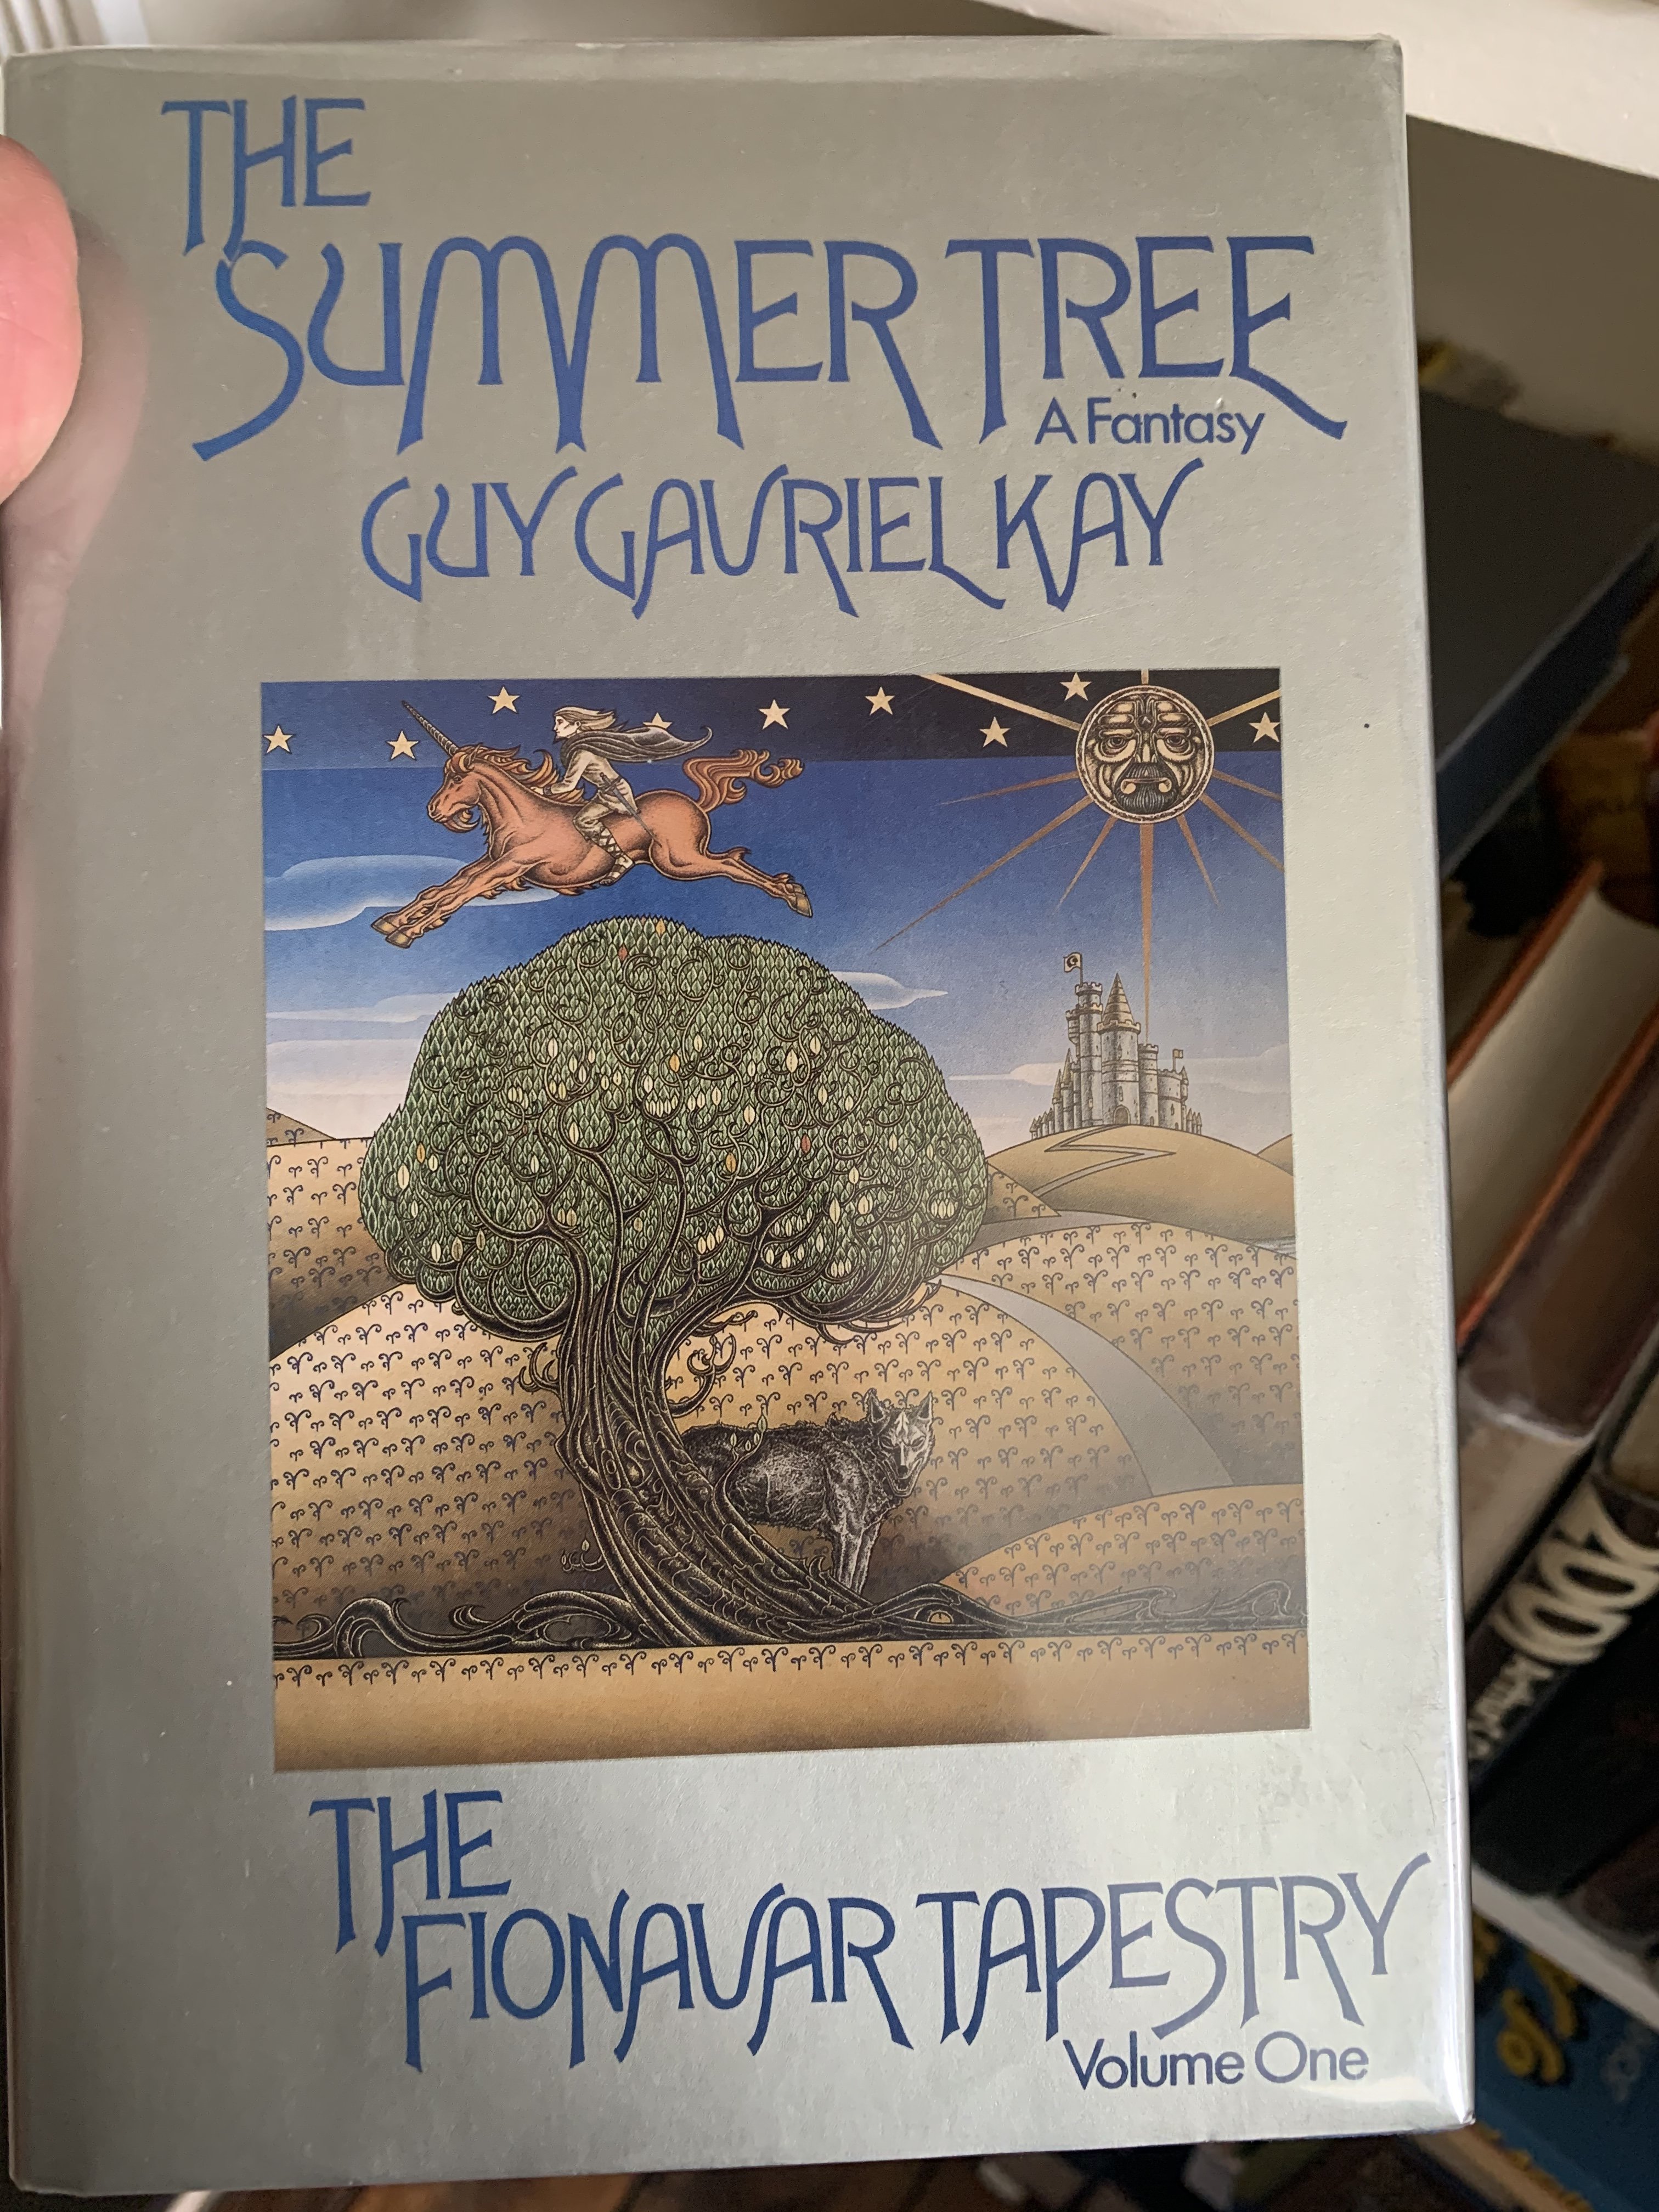 THE
SUMMER TREE
A Fantasy
GUY GAVRIEL KAY
THE
FIONAVAR TAPESTRY
Volume One